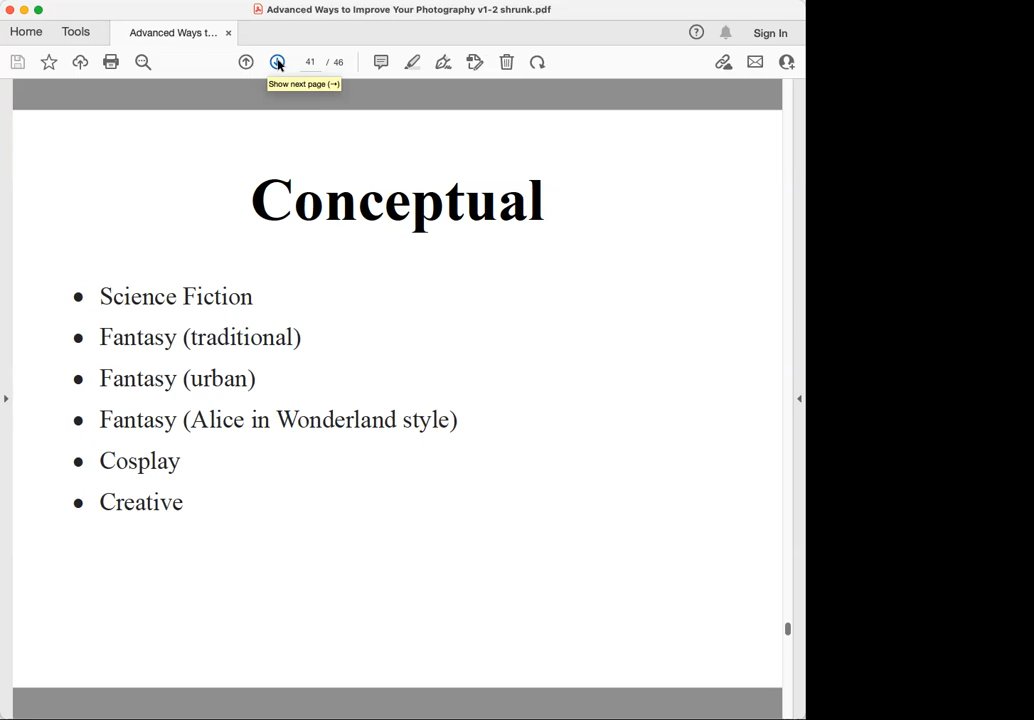 Advanced Ways to Improve Your Photography v1-2 shrunk.pdf
Home Tools Advanced Ways t... × Sign In
41 / 46
Show next page (→)
Conceptual
• Science Fiction
• Fantasy (traditional)
• Fantasy (urban)
• Fantasy (Alice in Wonderland style)
• Cosplay
• Creative